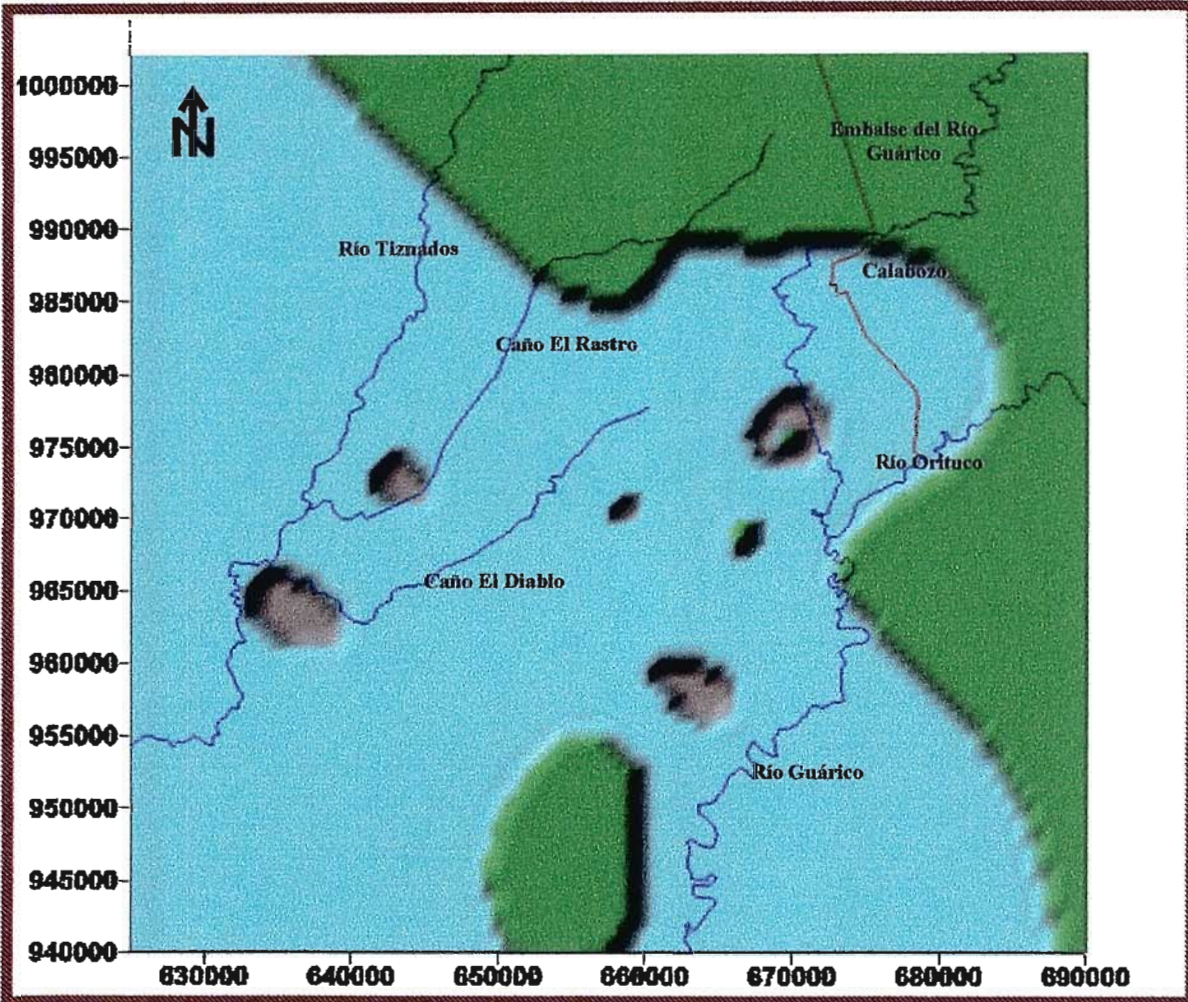 1000000
N
Embalse del Río
Guárico
995000
990000
Río Tiznados
Calabozo
985000
Caño El Rastro
980000
975000
Río Orituco
970000
Caño El Diablo
965000
960000
955000
Río Guárico
950000
945000
940000
630000 640000 650000 660000 670000 680000 690000